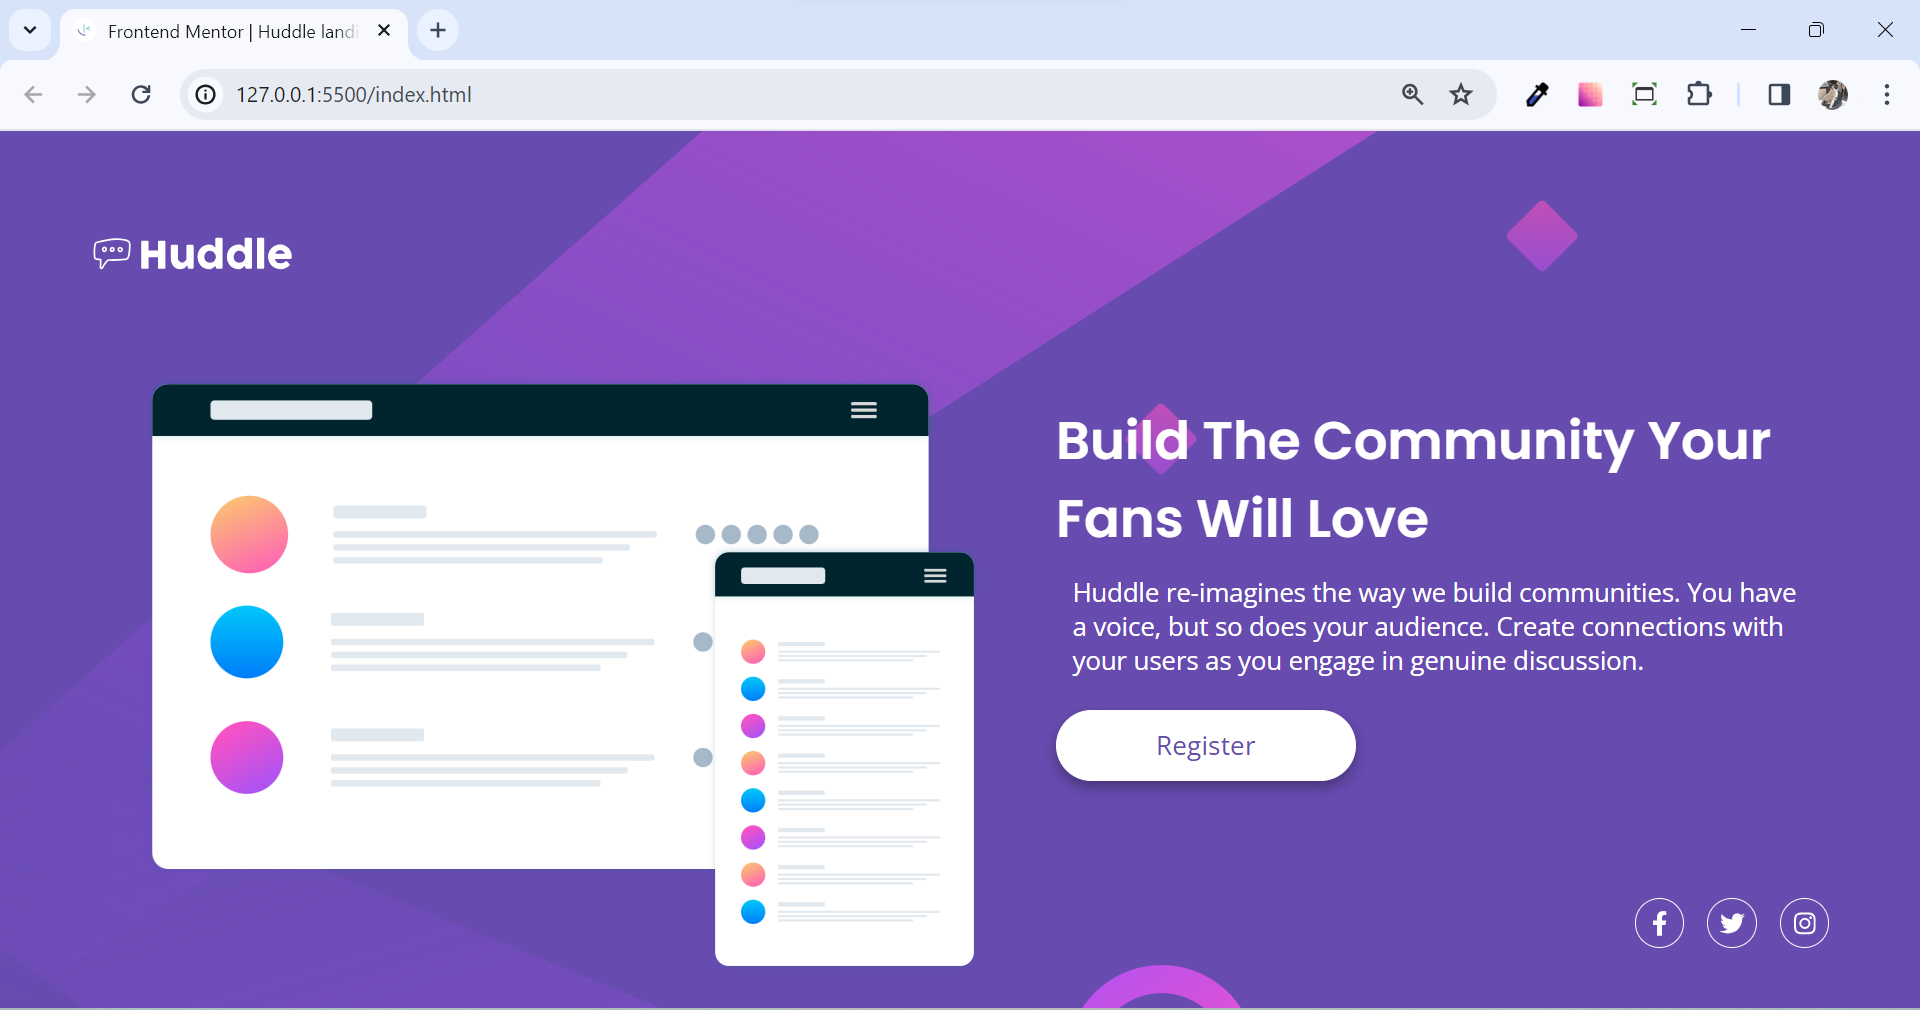 Frontend Mentor | Huddle landi
127.0.0.1:5500/index.html
Huddle
Build The Community Your
Fans Will Love
Huddle re-imagines the way we build communities. You have
a voice, but so does your audience. Create connections with
your users as you engage in genuine discussion.
Register